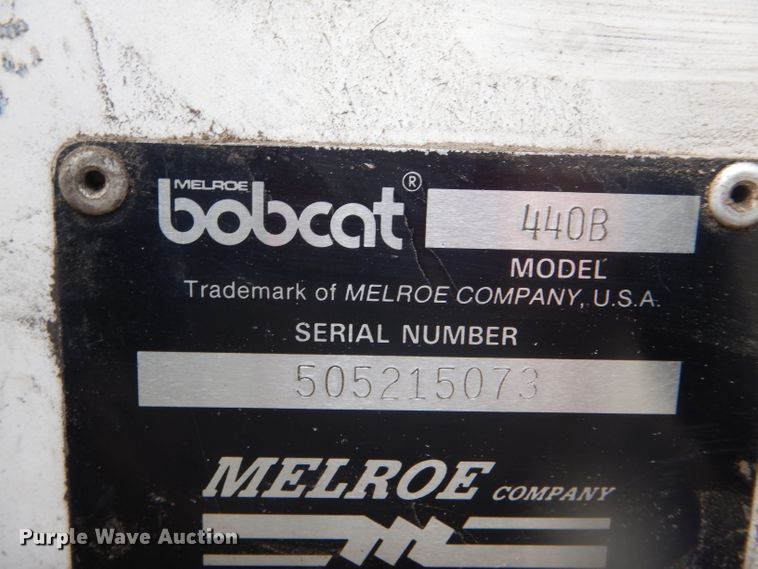 MELROE
bobcat® 440B
MODEL
Trademark of MELROE COMPANY, U.S.A.
SERIAL NUMBER
505215073
MELROE COMPANY
Purple Wave Auction